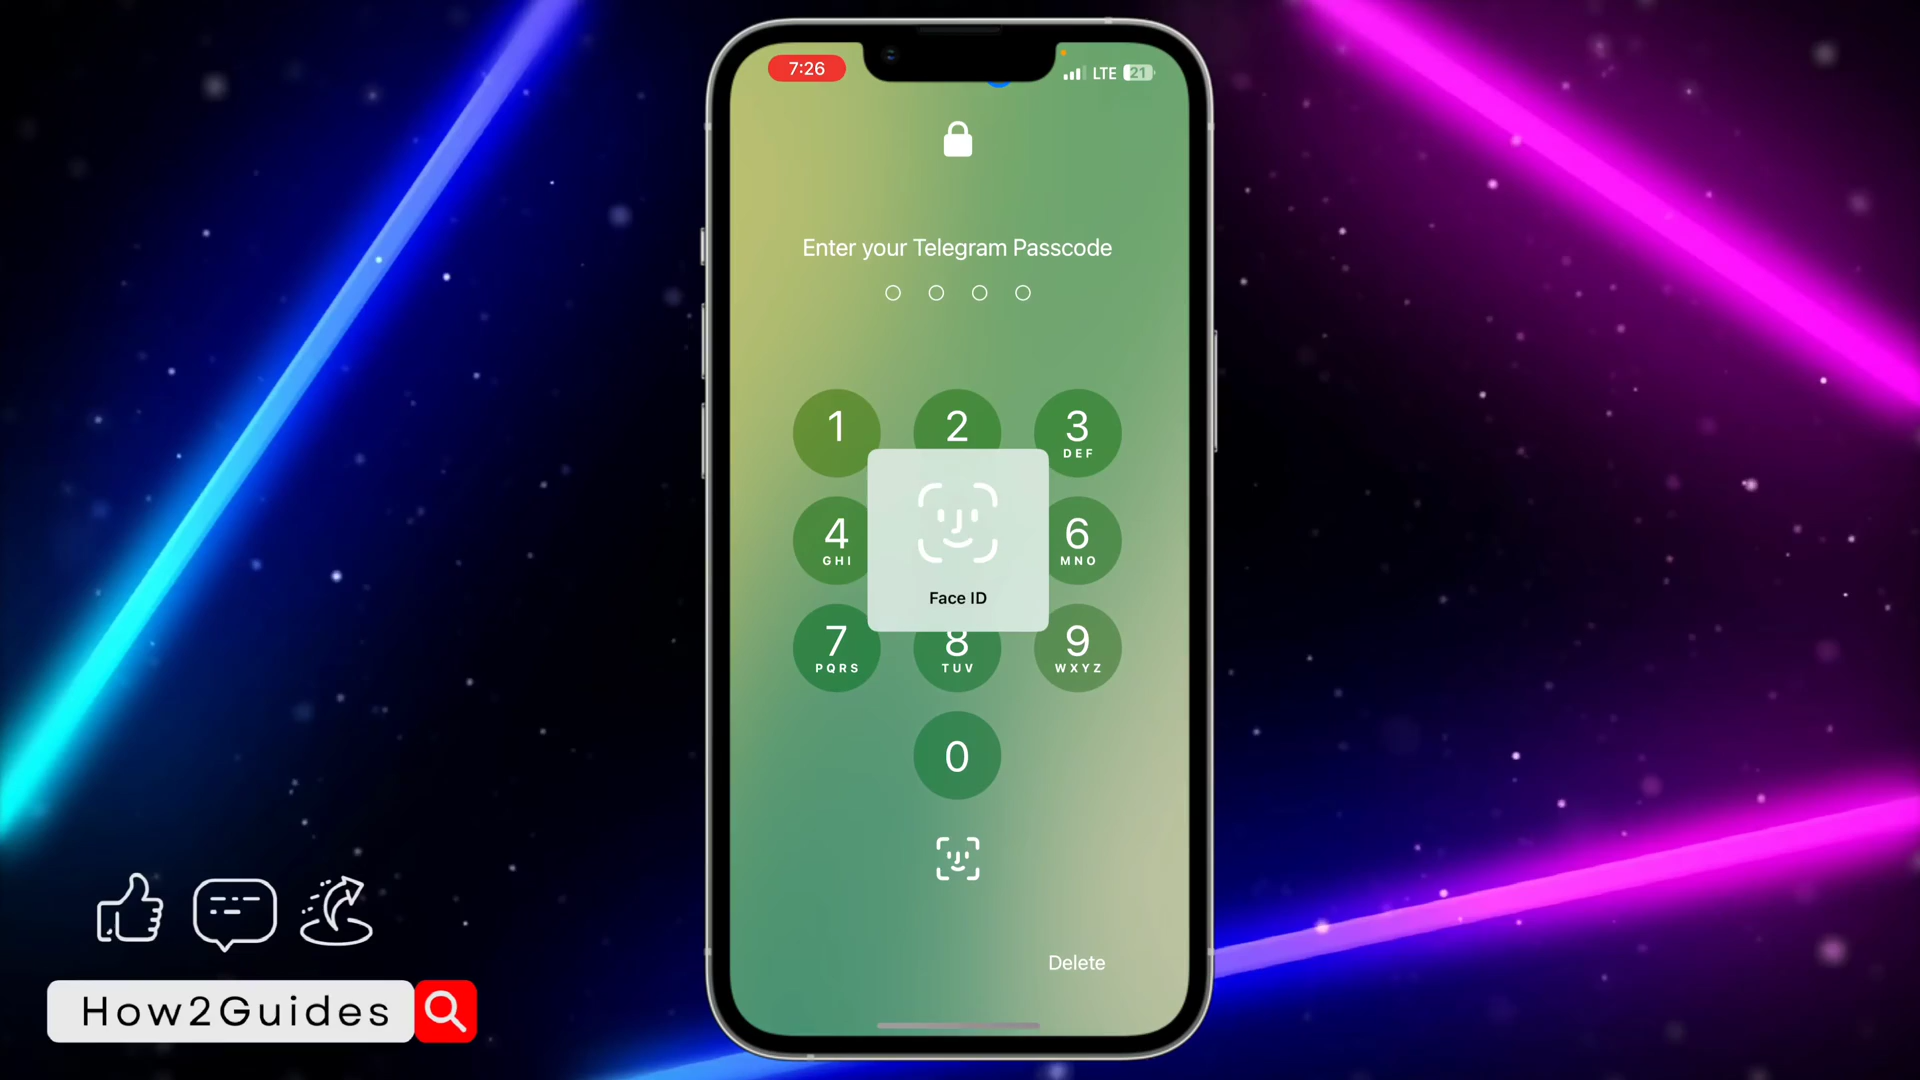 7:26
LTE 21
Enter your Telegram Passcode
1 2 3
DEF
4 6
GHI MNO
Face ID
7 8 9
PQRS TUV WXYZ
0
Delete
How2Guides